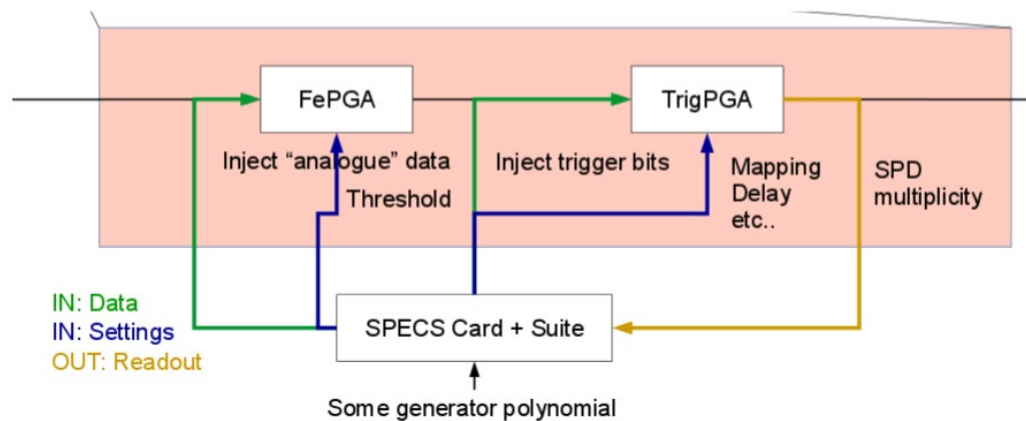 FePGA
TrigPGA
Inject “analogue” data
Threshold
Inject trigger bits
Mapping
Delay
etc..
SPD
multiplicity
IN: Data
IN: Settings
OUT: Readout
SPECS Card + Suite
Some generator polynomial